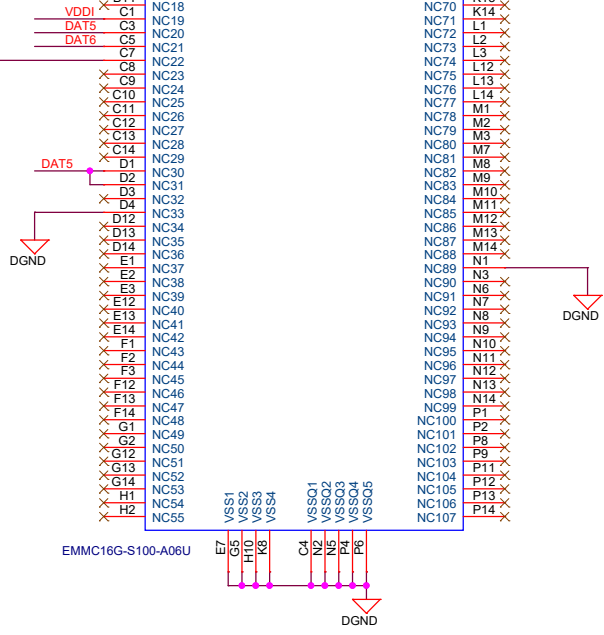 NC18 NC70
VDDI C1 NC19 NC71 K14
DAT5 C3 NC20 NC72 L1
DAT6 C5 NC21 NC73 L2
C7 NC22 NC74 L3
C8 NC23 NC75 L12
C9 NC24 NC76 L13
C10 NC25 NC77 L14
C11 NC26 NC78 M1
C12 NC27 NC79 M2
C13 NC28 NC80 M3
C14 NC29 NC81 M7
DAT5 D1 NC30 NC82 M8
D2 NC31 NC83 M9
D3 NC32 NC84 M10
D4 NC33 NC85 M11
D12 NC34 NC86 M12
D13 NC35 NC87 M13
D14 NC36 NC88 M14
DGND
E1 NC37 NC89 N1
E2 NC38 NC90 N3
E3 NC39 NC91 N6
E12 NC40 NC92 N7
DGND
E13 NC41 NC93 N8
E14 NC42 NC94 N9
F1 NC43 NC95 N10
F2 NC44 NC96 N11
F3 NC45 NC97 N12
F12 NC46 NC98 N13
F13 NC47 NC99 N14
F14 NC48 NC100 P1
G1 NC49 NC101 P2
G2 NC50 NC102 P8
G12 NC51 NC103 P9
G13 NC52 NC104 P11
G14 NC53 NC105 P12
H1 NC54 NC106 P13
H2 NC55 NC107 P14
VSS1 VSS2 VSS3 VSS4 VSSQ1 VSSQ2 VSSQ3 VSSQ4 VSSQ5
EMMC16G-S100-A06U
E7 G5 H10 K8 C4 N2 N5 P4 P6
DGND